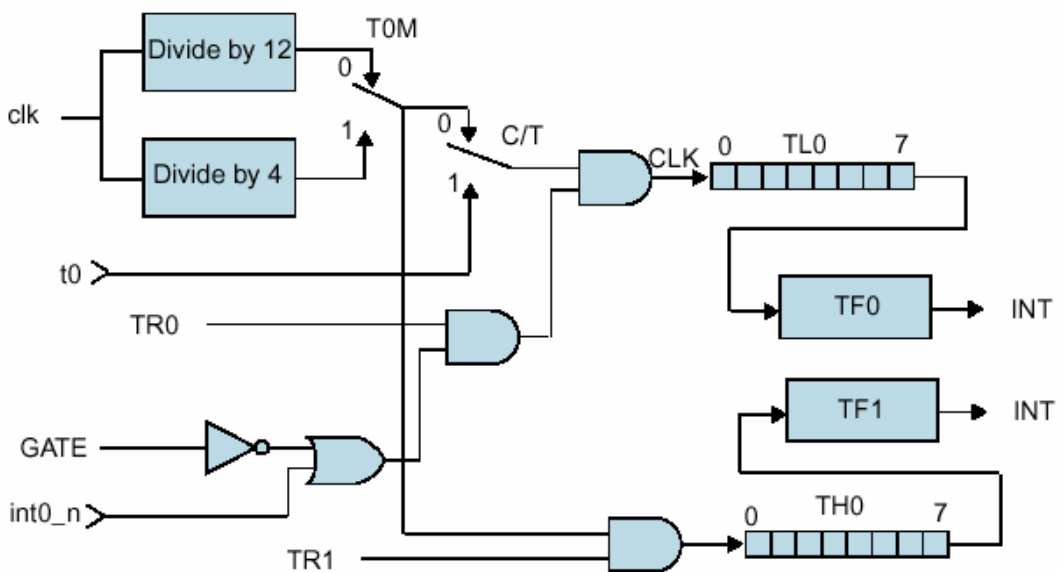 T0M
Divide by 12
0
clk
1
0
C/T
Divide by 4
1
CLK
0 TL0 7
t0
TR0
TF0
INT
TF1
INT
GATE
int0_n
0 TH0 7
TR1